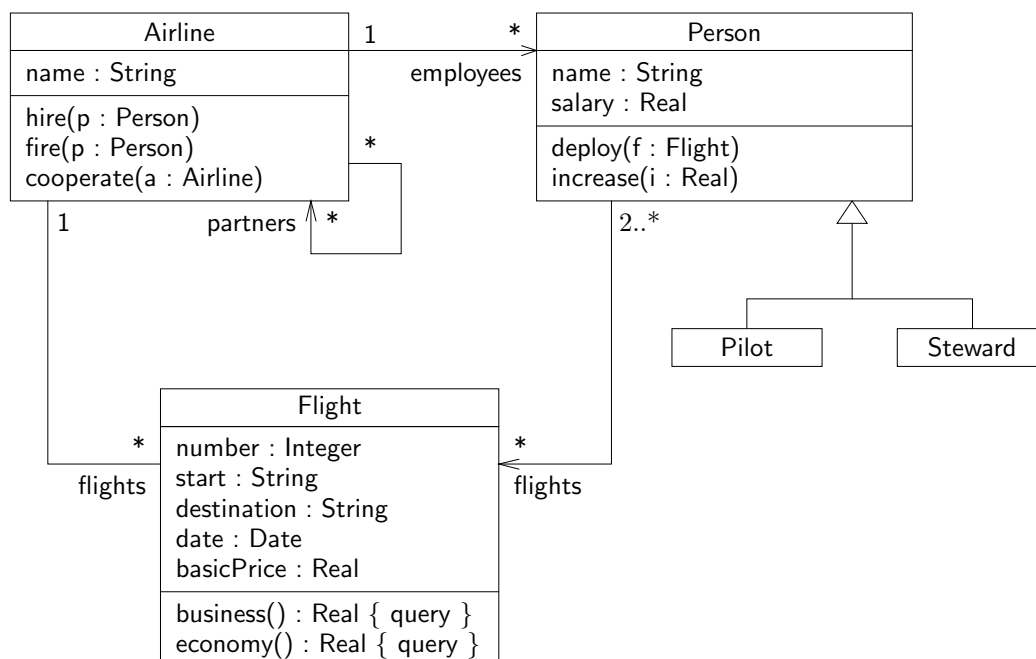 Airline
name : String
hire(p : Person)
fire(p : Person)
cooperate(a : Airline)
1
*
employees
Person
name : String
salary : Real
deploy(f : Flight)
increase(i : Real)
*
partners
*
1
2..*
Pilot
Steward
Flight
number : Integer
start : String
destination : String
date : Date
basicPrice : Real
business() : Real { query }
economy() : Real { query }
*
flights
*
flights